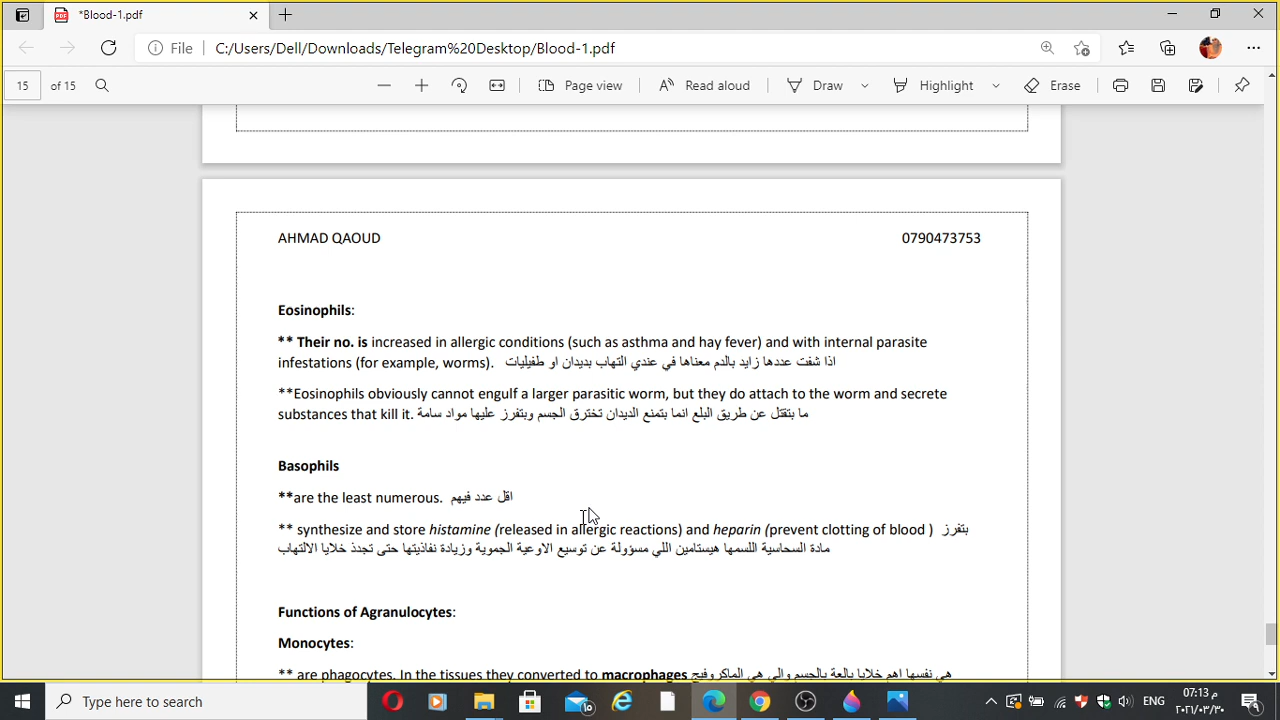 *Blood-1.pdf
File C:/Users/Dell/Downloads/Telegram%20Desktop/Blood-1.pdf
15 of 15 Page view Read aloud Draw Highlight Erase
AHMAD QAOUD 0790473753
Eosinophils:
** Their no. is increased in allergic conditions (such as asthma and hay fever) and with internal parasite
infestations (for example, worms). اذا شفت عددها زايد بالدم معناها في عندي التهاب بديدان او طفيليات
**Eosinophils obviously cannot engulf a larger parasitic worm, but they do attach to the worm and secrete
substances that kill it. ما بتقتل عن طريق البلع انما بتمنع الديدان تخترق الجسم وبتفرز عليها مواد سامة
Basophils
**are the least numerous. اقل عدد فيهم
** synthesize and store histamine (released in allergic reactions) and heparin (prevent clotting of blood ) بتفرز
مادة السحاسية اللسمها هيستامين اللي مسؤولة عن توسيع الاوعية الجموية وزيادة نفاذيتها حتى تجدذ خلايا الالتهاب
Functions of Agranulocytes:
Monocytes:
** are phagocytes. In the tissues they converted to macrophages هي نفسها اهم خلايا بالعة بالجسم والي هي الماكروفيج
Type here to search ENG 07:13 م
٢٠٢١/٠٣/٣٠